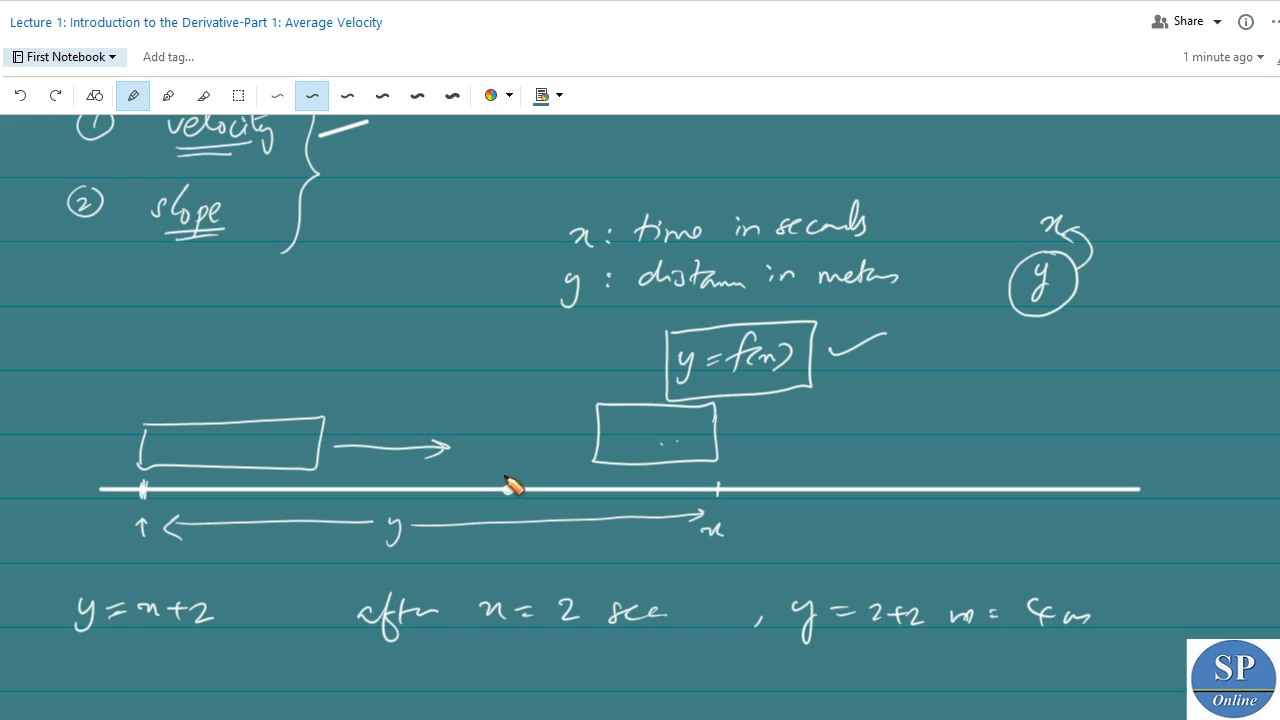 Lecture 1: Introduction to the Derivative-Part 1: Average Velocity
Share
First Notebook
Add tag...
1 minute ago
① velocity
② slope
x: time in seconds
x
y: distance in meters
y
y = f(x)
y
x
y = x+2 after x = 2 sec , y = 2+2 m = 4 m
SP
Online